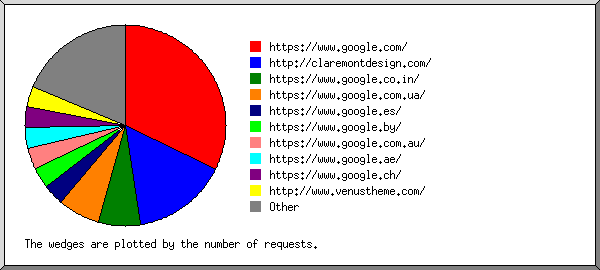 https://www.google.com/
http://claremontdesign.com/
https://www.google.co.in/
https://www.google.com.ua/
https://www.google.es/
https://www.google.by/
https://www.google.com.au/
https://www.google.ae/
https://www.google.ch/
http://www.venustheme.com/
Other
The wedges are plotted by the number of requests.